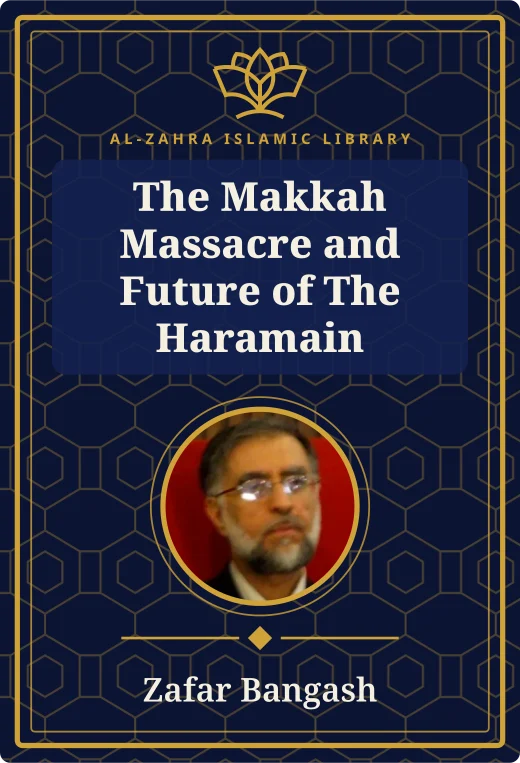 AL-ZAHRA ISLAMIC LIBRARY
The Makkah
Massacre and
Future of The
Haramain
Zafar Bangash